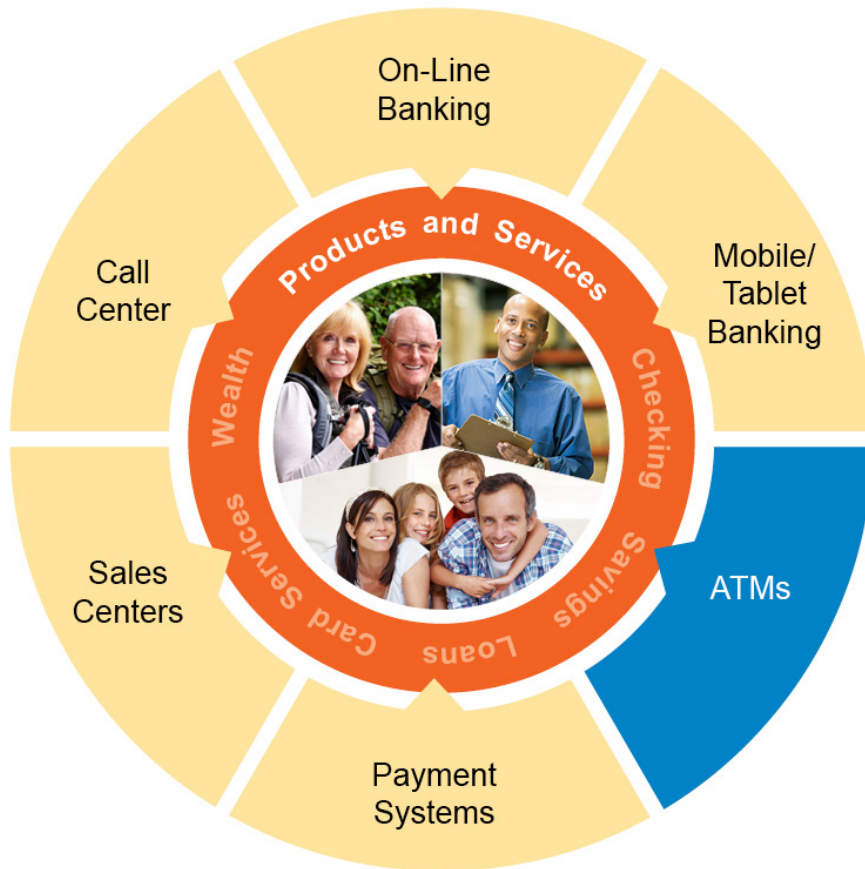 On-Line
Banking
Mobile/
Tablet
Banking
ATMs
Payment
Systems
Sales
Centers
Call
Center
Products and Services
Checking
Savings
Loans
Card Services
Wealth